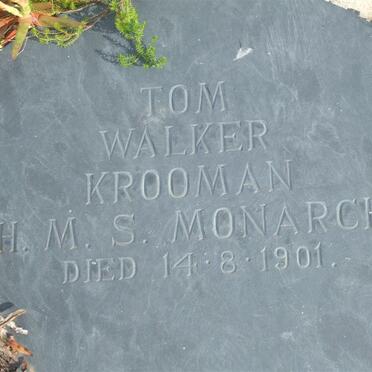 TOM
WALKER
KROOMAN
H. M. S. MONARCH
DIED 14·8·1901.